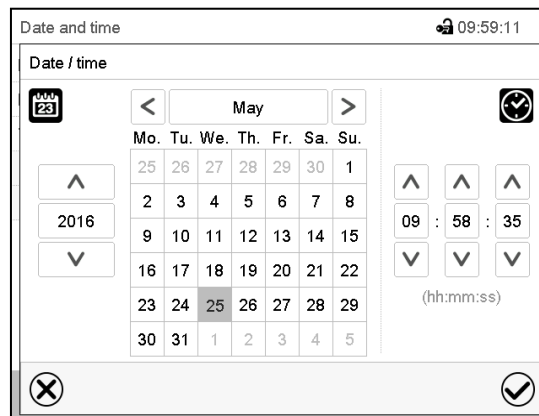 Date and time 09:59:11
Date / time
23
< May >
Mo. Tu. We. Th. Fr. Sa. Su.
25 26 27 28 29 30 1
2 3 4 5 6 7 8
9 10 11 12 13 14 15
16 17 18 19 20 21 22
23 24 25 26 27 28 29
30 31 1 2 3 4 5
2016
09 : 58 : 35
(hh:mm:ss)